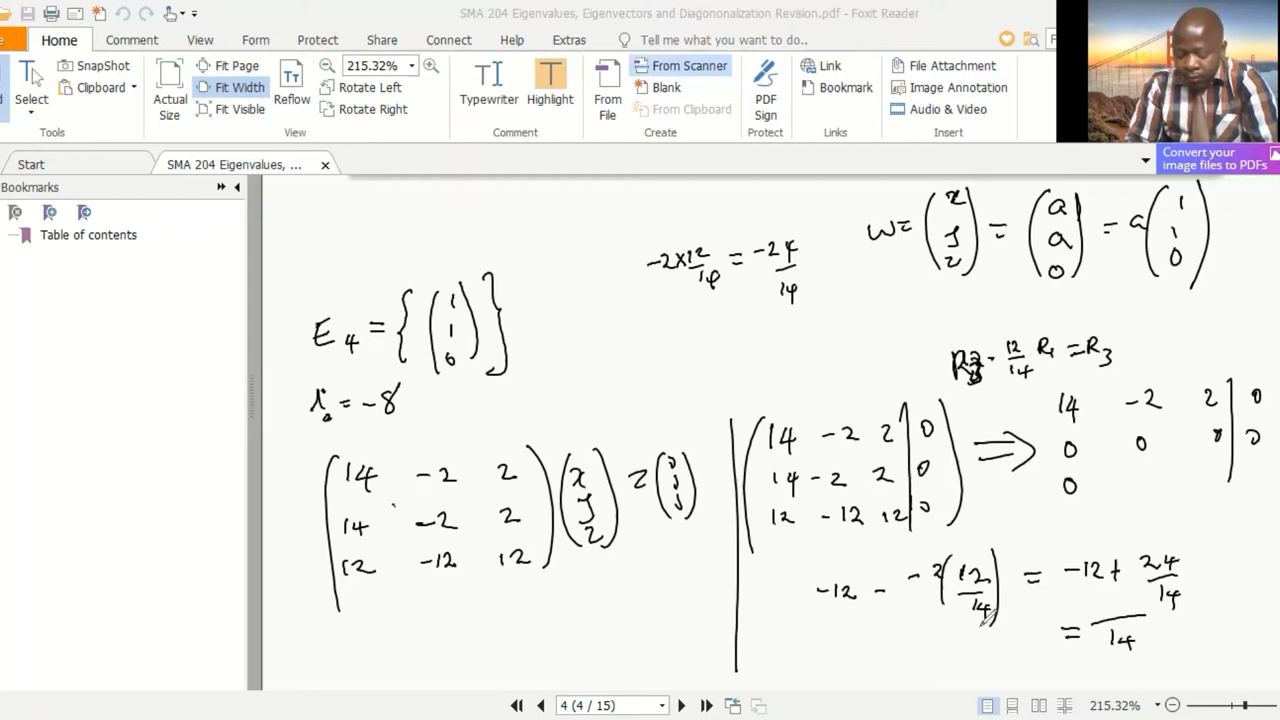 SMA 204 Eigenvalues, Eigenvectors and Diagononaliization Revision.pdf - Foxit Reader
Home Comment View Form Protect Share Connect Help Extras Tell me what you want to do..
Select
SnapShot
Clipboard
Tools
Actual Size
Fit Page
Fit Width
Fit Visible
Reflow
215.32%
Rotate Left
Rotate Right
View
Typewriter
Highlight
Comment
From File
From Scanner
Blank
From Clipboard
Create
PDF Sign
Protect
Link
Bookmark
Links
File Attachment
Image Annotation
Audio & Video
Insert
Start
SMA 204 Eigenvalues, ...
Convert your image files to PDFs
Bookmarks
Table of contents
w = (x y z) = (a a 0) = a (1 1 0)
-2 × 12/14 = -24/14
E4 = { (1 1 0) }
R3 - 12/14 R1 = R3
= -8
14 -2 2
14 -2 2
12 -12 12
x
y
z
14 -2 2 | 0
14 -2 2 | 0
12 -12 12 | 0
⇒
14 -2 2 | 0
0 0 0 | 0
0
-12 - -2 (12/14) = -12 + 24/14
= /14
4 (4 / 15)
215.32%